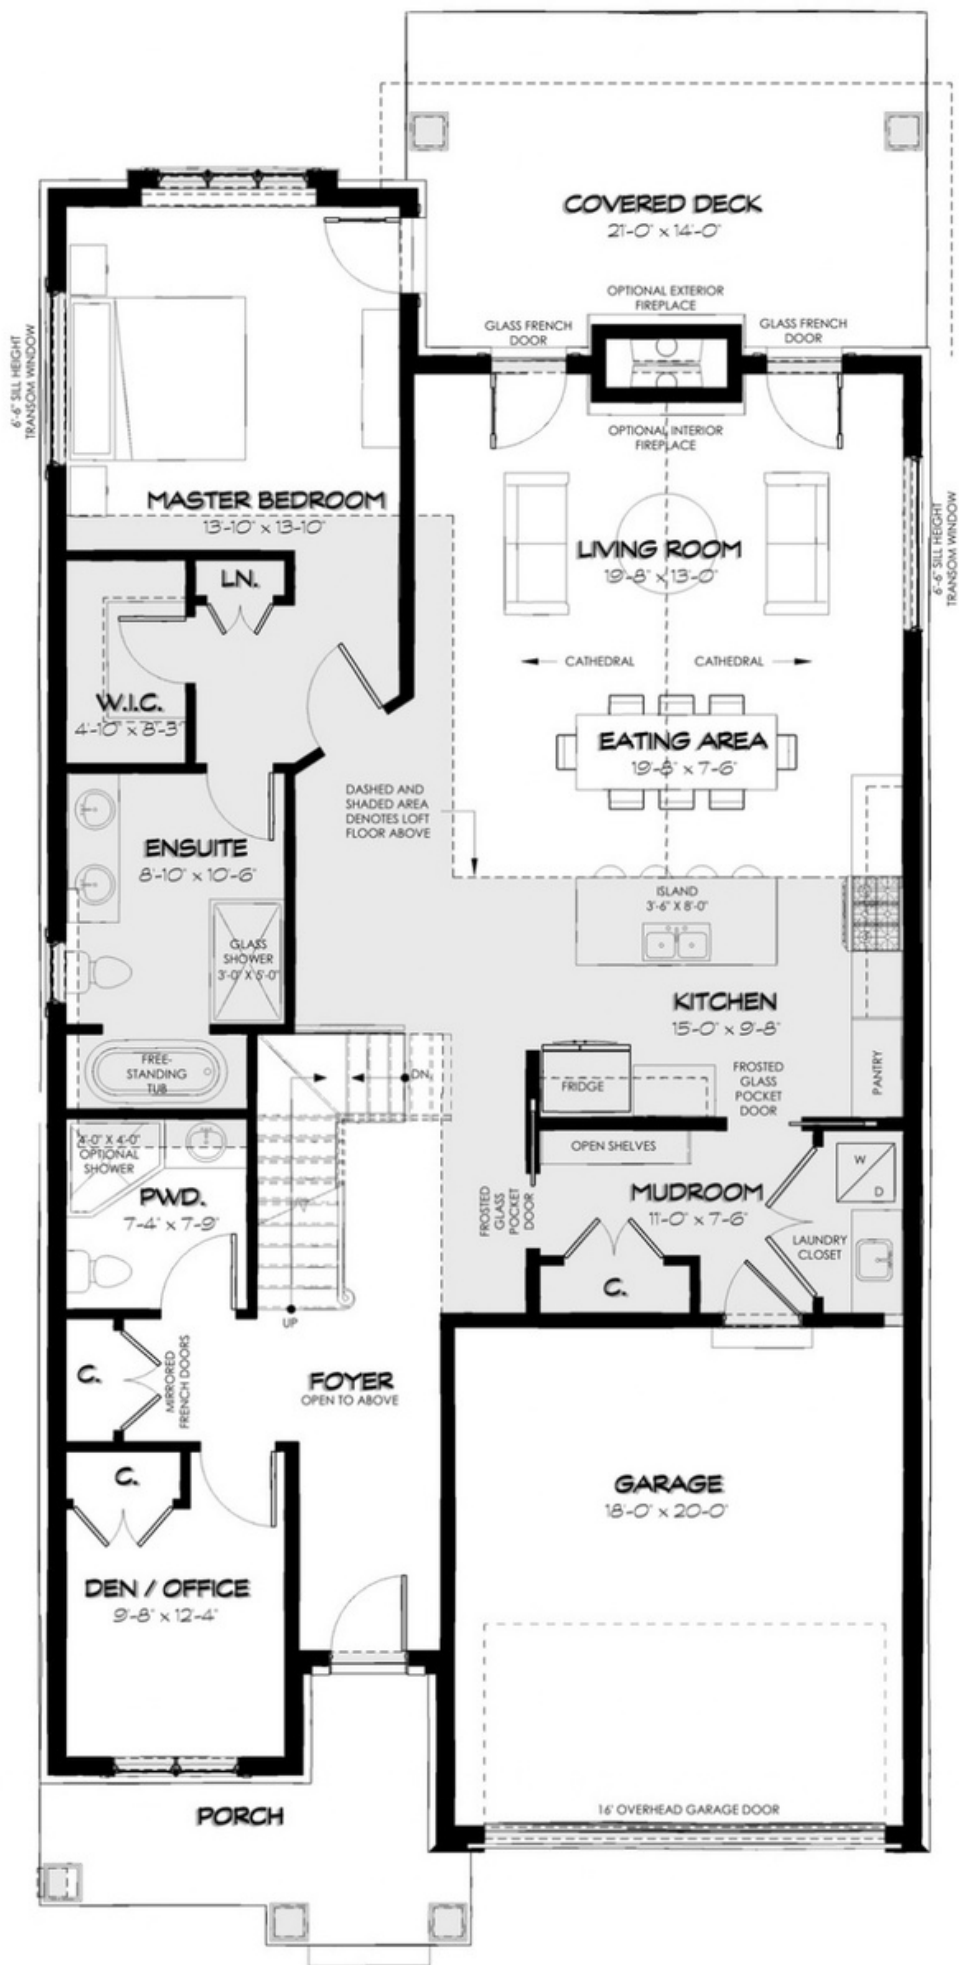 COVERED DECK
21'-0" x 14'-0"
OPTIONAL EXTERIOR
FIREPLACE
GLASS FRENCH
DOOR
GLASS FRENCH
DOOR
6'-6" SILL HEIGHT
TRANSOM WINDOW
OPTIONAL INTERIOR
FIREPLACE
MASTER BEDROOM
13'-10" x 13'-10"
LIVING ROOM
19'-8" x 13'-0"
6'-6" SILL HEIGHT
TRANSOM WINDOW
LN.
CATHEDRAL
CATHEDRAL
W.I.C.
4'-10" x 8'-3"
EATING AREA
19'-8" x 7'-6"
DASHED AND
SHADED AREA
DENOTES LOFT
FLOOR ABOVE
ENSUITE
8'-10" x 10'-6"
ISLAND
3'-6" X 8'-0"
GLASS
SHOWER
3'-0" X 5'-0"
KITCHEN
15'-0" x 9'-8"
FREE-
STANDING
TUB
DN.
FRIDGE
FROSTED
GLASS
POCKET
DOOR
PANTRY
4'-0" X 4'-0"
OPTIONAL
SHOWER
OPEN SHELVES
W
D
PWD.
7'-4" x 7'-9"
FROSTED
GLASS
POCKET
DOOR
MUDROOM
11'-0" x 7'-6"
LAUNDRY
CLOSET
C.
UP
C.
MIRRORED
FRENCH DOORS
FOYER
OPEN TO ABOVE
C.
GARAGE
18'-0" x 20'-0"
DEN / OFFICE
9'-8" x 12'-4"
16' OVERHEAD GARAGE DOOR
PORCH